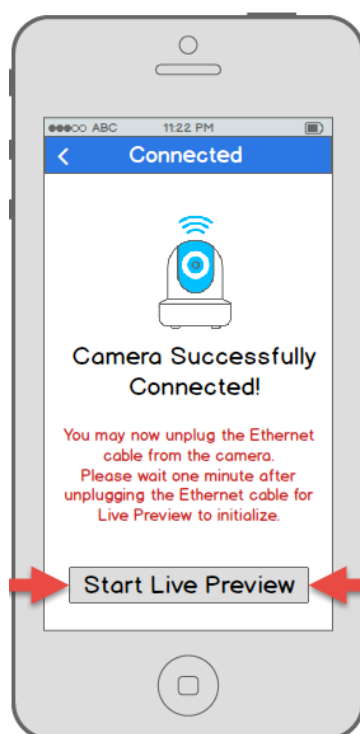 ABC 11:22 PM
Connected
Camera Successfully
Connected!
You may now unplug the Ethernet
cable from the camera.
Please wait one minute after
unplugging the Ethernet cable for
Live Preview to initialize.
Start Live Preview